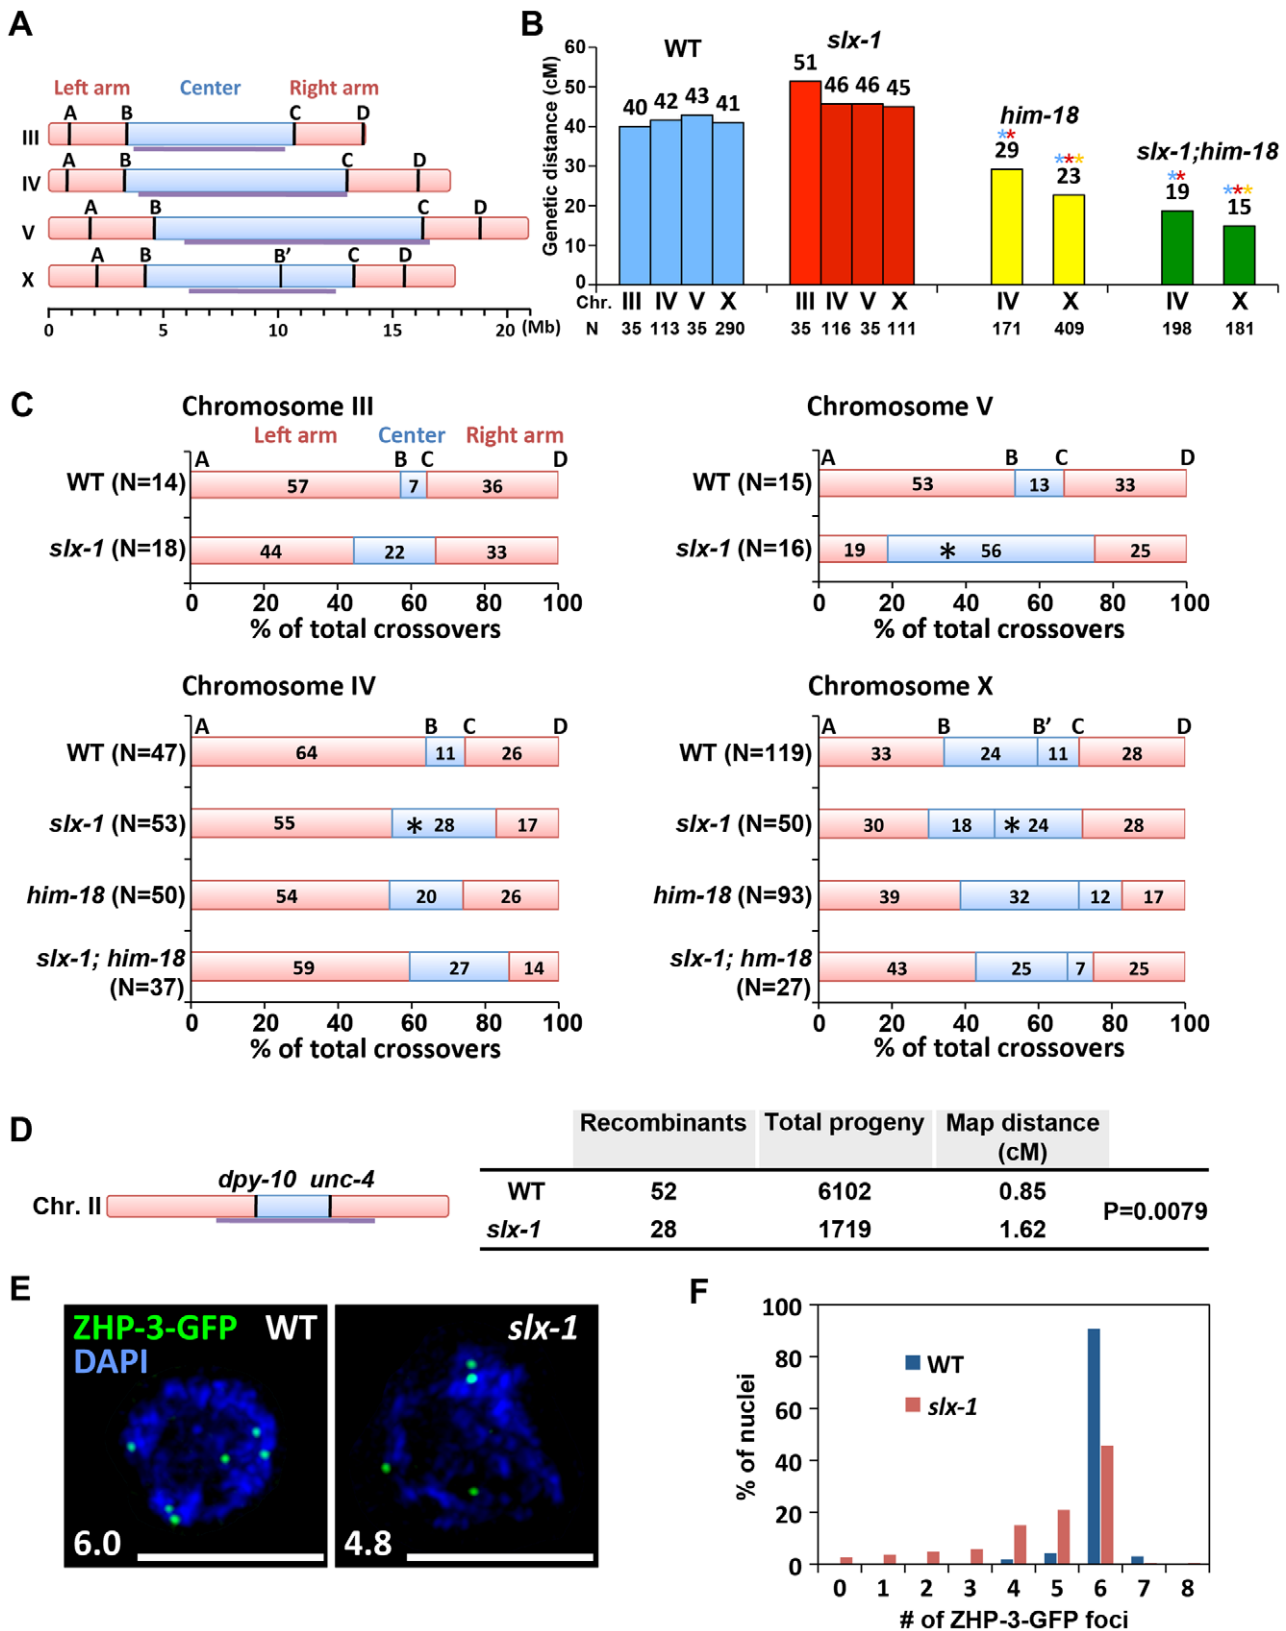 A
Left arm Center Right arm
A B C D
III
A B C D
IV
A B C D
V
A B B' C D
X
0 5 10 15 20 (Mb)
B
WT slx-1 him-18 slx-1;him-18
Genetic distance (cM)
60
50
40
30
20
10
0
40 42 43 41
51 46 46 45
**
29
***
23
**
19
***
15
Chr. III IV V X III IV V X IV X IV X
N 35 113 35 290 35 116 35 111 171 409 198 181
C
Chromosome III
Left arm Center Right arm
A B C D
WT (N=14) 57 7 36
slx-1 (N=18) 44 22 33
0 20 40 60 80 100
% of total crossovers
Chromosome V
A B C D
WT (N=15) 53 13 33
slx-1 (N=16) 19 * 56 25
0 20 40 60 80 100
% of total crossovers
Chromosome IV
A B C D
WT (N=47) 64 11 26
slx-1 (N=53) 55 * 28 17
him-18 (N=50) 54 20 26
slx-1; him-18
(N=37)
59 27 14
0 20 40 60 80 100
% of total crossovers
Chromosome X
A B B' C D
WT (N=119) 33 24 11 28
slx-1 (N=50) 30 18 * 24 28
him-18 (N=93) 39 32 12 17
slx-1; hm-18
(N=27)
43 25 7 25
0 20 40 60 80 100
% of total crossovers
D
dpy-10 unc-4
Chr. II
Recombinants Total progeny Map distance
(cM)
WT 52 6102 0.85
slx-1 28 1719 1.62
P=0.0079
E
ZHP-3-GFP WT
DAPI
6.0
slx-1
4.8
F
% of nuclei
100
80
60
40
20
0
WT
slx-1
0 1 2 3 4 5 6 7 8
# of ZHP-3-GFP foci